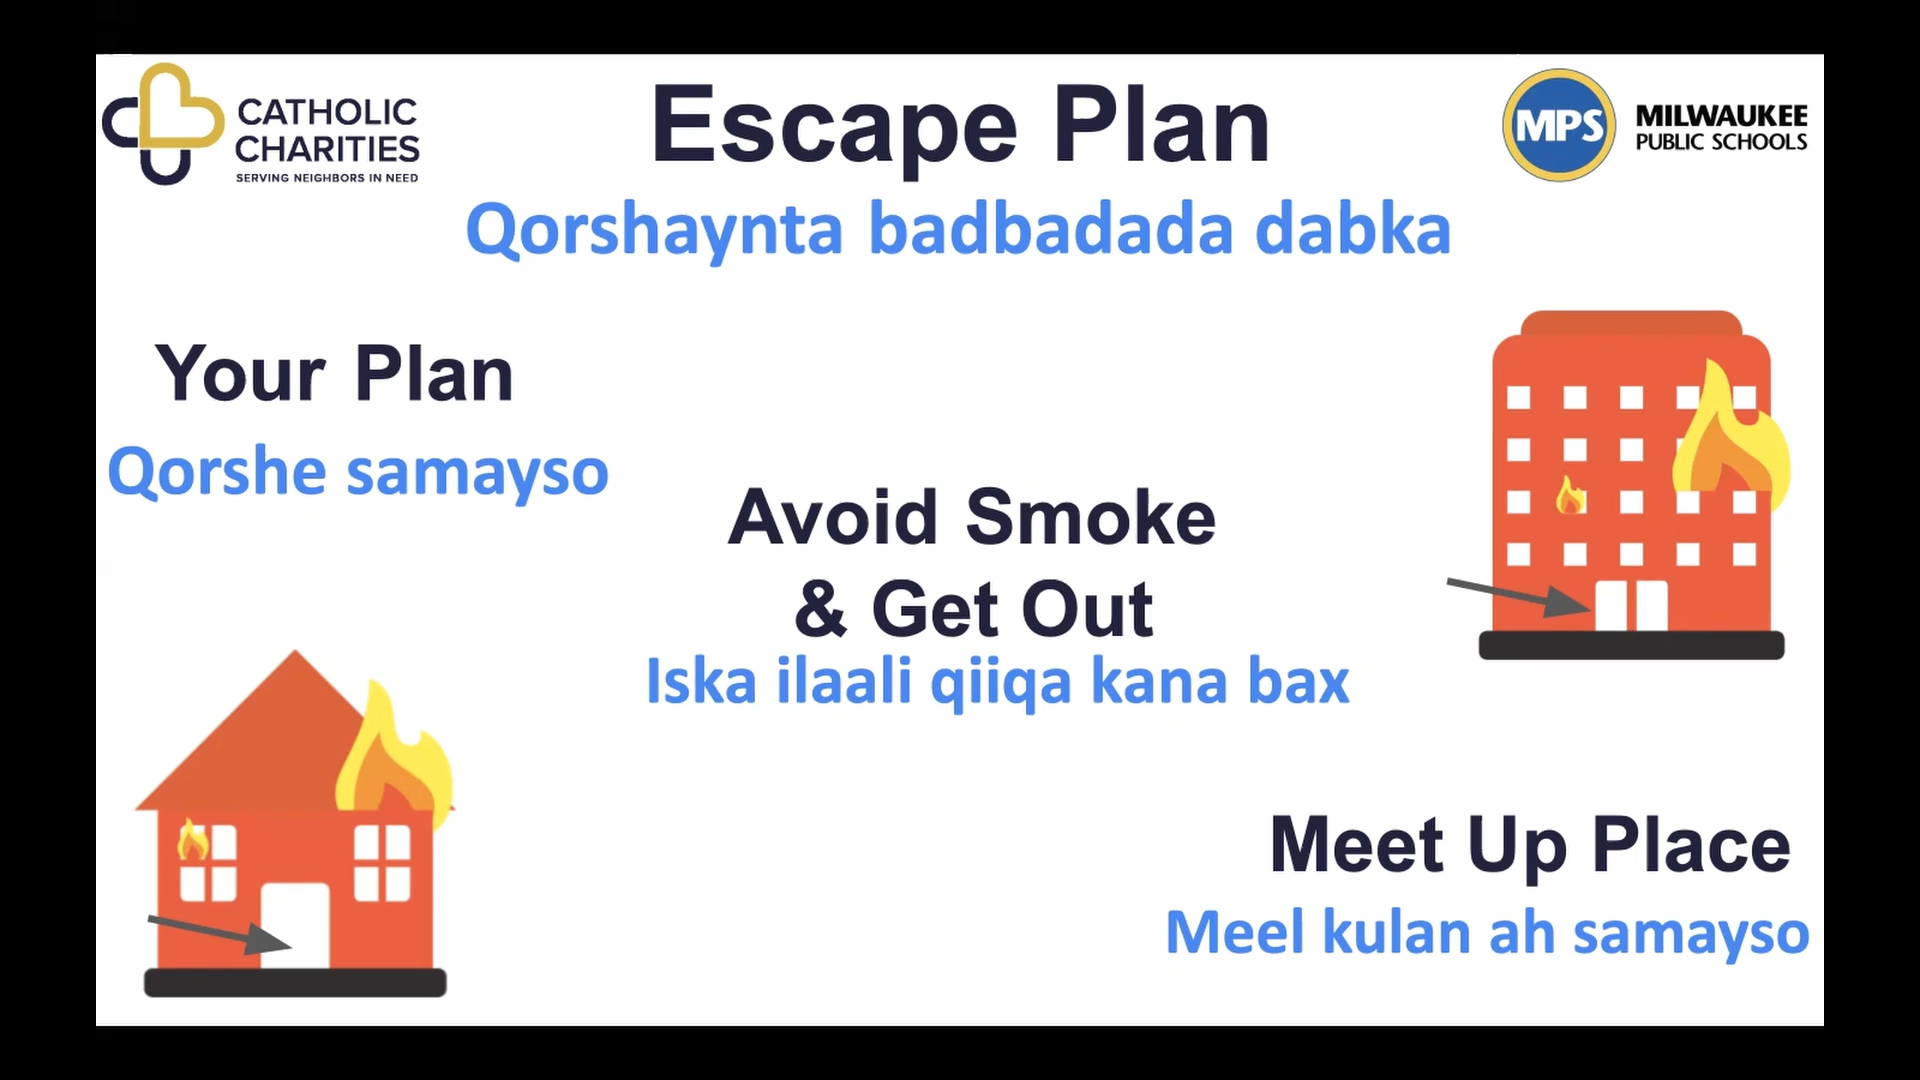 CATHOLIC
CHARITIES
SERVING NEIGHBORS IN NEED
Escape Plan
MPS
MILWAUKEE
PUBLIC SCHOOLS
Qorshaynta badbadada dabka
Your Plan
Qorshe samayso
Avoid Smoke
& Get Out
Iska ilaali qiiqa kana bax
Meet Up Place
Meel kulan ah samayso